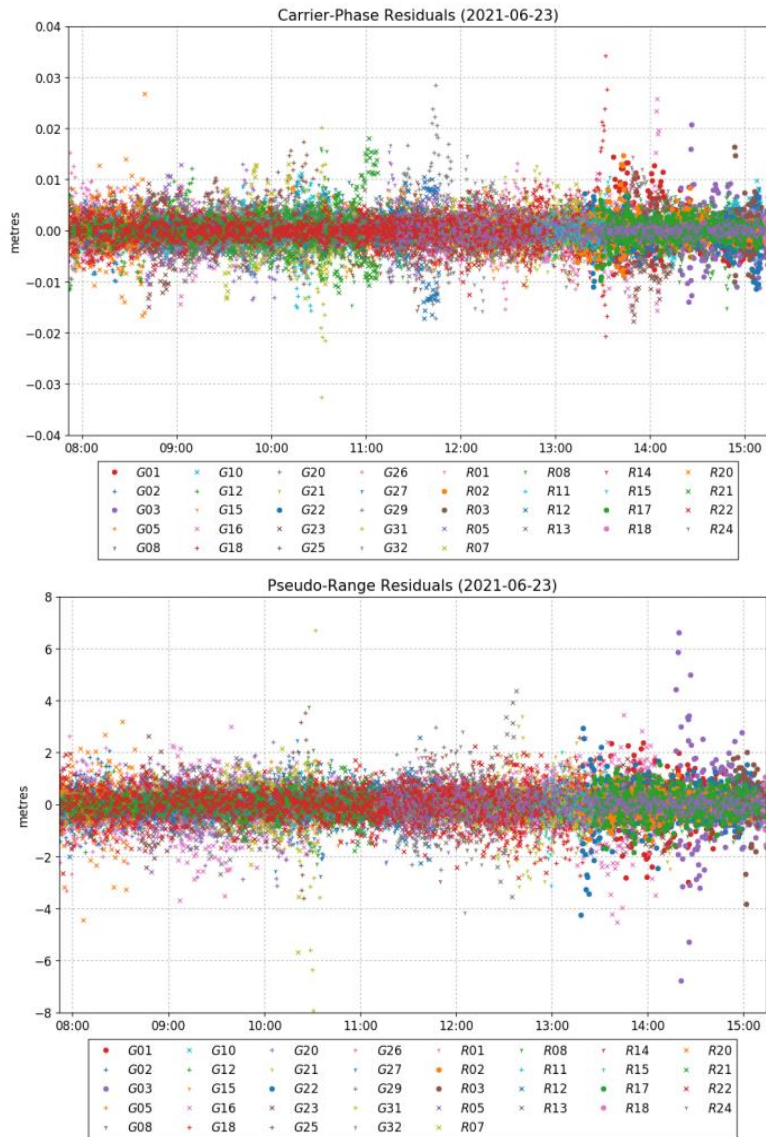 Carrier-Phase Residuals (2021-06-23)
0.04
0.03
0.02
0.01
0.00
−0.01
−0.02
−0.03
−0.04
metres
08:00 09:00 10:00 11:00 12:00 13:00 14:00 15:00
G01 G10 G20 G26 R01 R08 R14 R20
G02 G12 G21 G27 R02 R11 R15 R21
G03 G15 G22 G29 R03 R12 R17 R22
G05 G16 G23 G31 R05 R13 R18 R24
G08 G18 G25 G32 R07
Pseudo-Range Residuals (2021-06-23)
8
6
4
2
0
−2
−4
−6
−8
metres
08:00 09:00 10:00 11:00 12:00 13:00 14:00 15:00
G01 G10 G20 G26 R01 R08 R14 R20
G02 G12 G21 G27 R02 R11 R15 R21
G03 G15 G22 G29 R03 R12 R17 R22
G05 G16 G23 G31 R05 R13 R18 R24
G08 G18 G25 G32 R07